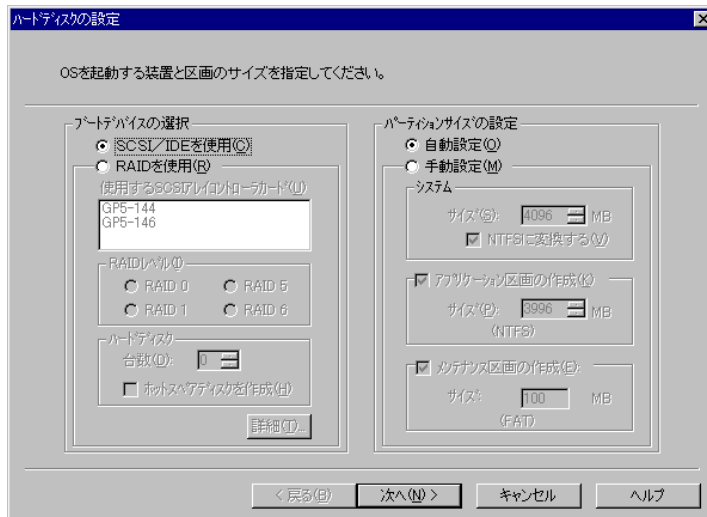 ハードディスクの設定
OSを起動する装置と区画のサイズを指定してください。
ブートデバイスの選択
SCSI/IDEを使用(C)
RAIDを使用(R)
使用するSCSIアレイコントローラカード(U)
GP5-144
GP5-146
RAIDレベル(I)
RAID 0
RAID 5
RAID 1
RAID 6
ハードディスク
台数(D):
0
ホットスペアディスクを作成(H)
詳細(T)...
パーティションサイズの設定
自動設定(O)
手動設定(M)
システム
サイズ(S): 4096 MB
NTFSに変換する(V)
アプリケーション区画の作成(K)
サイズ(P): 3996 MB
(NTFS)
メンテナンス区画の作成(E):
サイズ: 100 MB
(FAT)
< 戻る(B)
次へ(N) >
キャンセル
ヘルプ